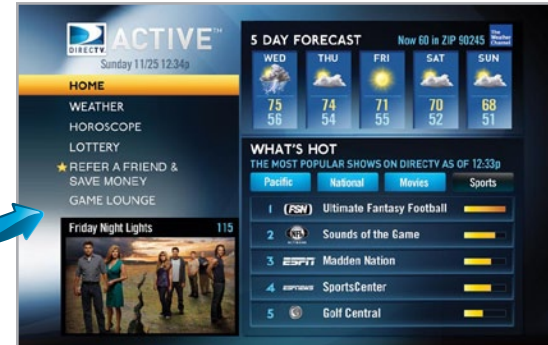 DIRECTV
ACTIVE™
Sunday 11/25 12:34p
HOME
WEATHER
HOROSCOPE
LOTTERY
REFER A FRIEND &
SAVE MONEY
GAME LOUNGE
Friday Night Lights 115
5 DAY FORECAST Now 60 in ZIP 90245 The Weather Channel
WED THU FRI SAT SUN
75 74 71 70 68
56 54 55 52 51
WHAT'S HOT
THE MOST POPULAR SHOWS ON DIRECTV AS OF 12:33p
Pacific National Movies Sports
1 FSN Ultimate Fantasy Football
2 NFL NETWORK Sounds of the Game
3 ESPN Madden Nation
4 ESPNEWS SportsCenter
5 Golf Central